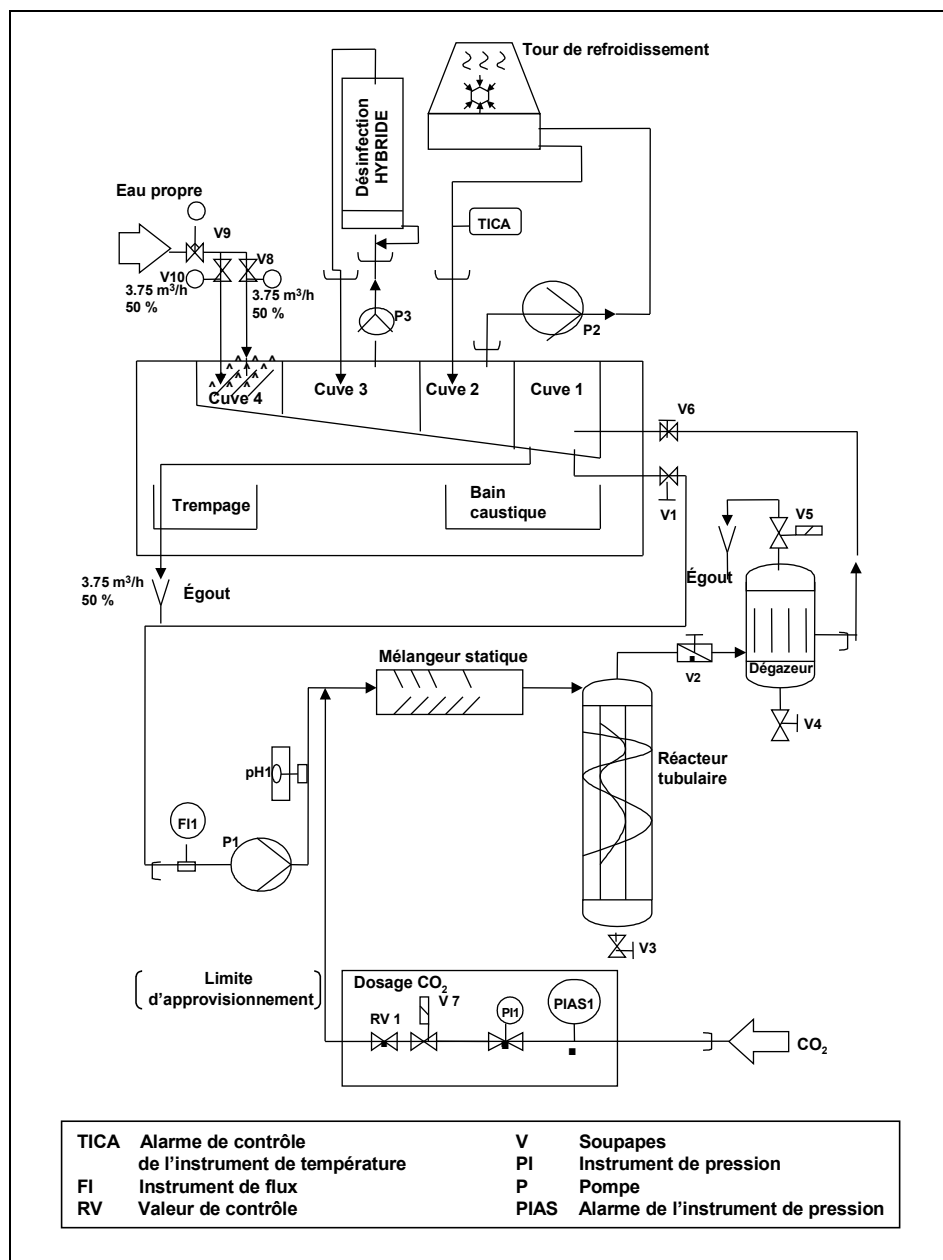 Tour de refroidissement
Désinfection
HYBRIDE
Eau propre
TICA
V9
V8
V10
3.75 m³/h
50 %
3.75 m³/h
50 %
P3
P2
Cuve 4
Cuve 3
Cuve 2
Cuve 1
V6
Trempage
Bain
caustique
V1
V5
Égout
3.75 m³/h
50 %
Égout
Mélangeur statique
V2
Dégazeur
V4
pH1
Réacteur
tubulaire
FI1
P1
V3
Limite
d'approvisionnement
Dosage CO₂
V 7
RV 1
PI1
PIAS1
CO₂
TICA Alarme de contrôle
de l'instrument de température
FI Instrument de flux
RV Valeur de contrôle
V Soupapes
PI Instrument de pression
P Pompe
PIAS Alarme de l'instrument de pression